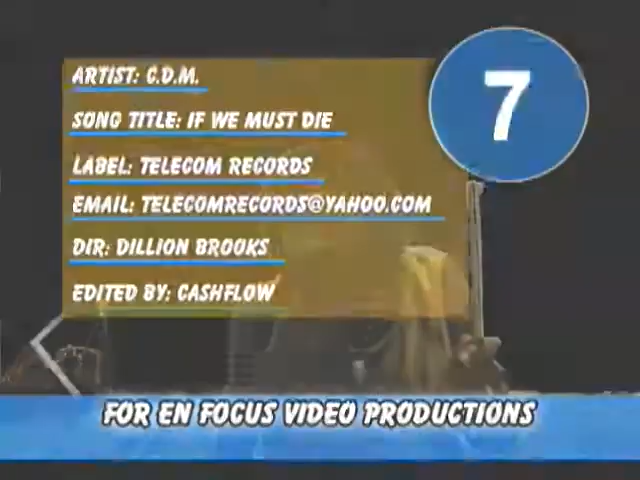 7
ARTIST: C.D.M.
SONG TITLE: IF WE MUST DIE
LABEL: TELECOM RECORDS
EMAIL: TELECOMRECORDS@YAHOO.COM
DIR: DILLION BROOKS
EDITED BY: CASHFLOW
FOR EN FOCUS VIDEO PRODUCTIONS